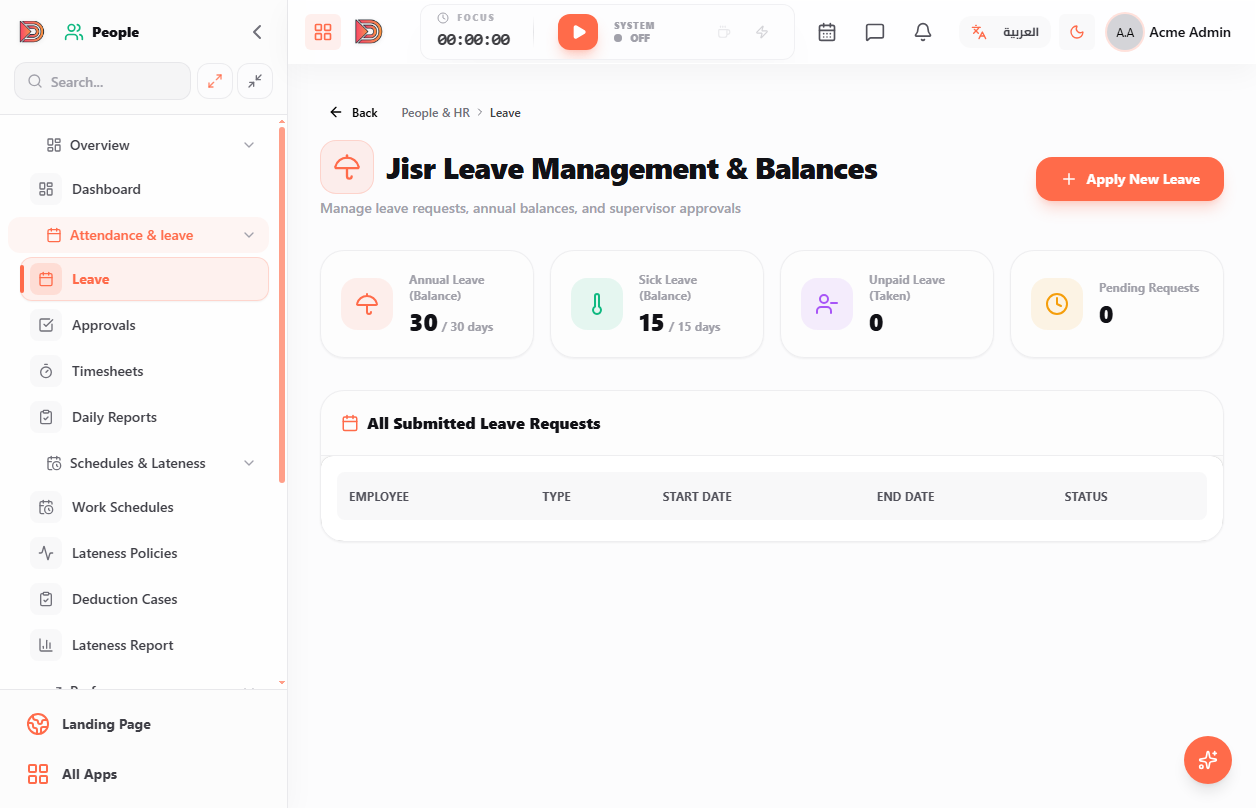 People
Search...
Overview
Dashboard
Attendance & leave
Leave
Approvals
Timesheets
Daily Reports
Schedules & Lateness
Work Schedules
Lateness Policies
Deduction Cases
Lateness Report
Landing Page
All Apps
FOCUS
00:00:00
SYSTEM
OFF
العربية
A.A
Acme Admin
Back
People & HR
Leave
Jisr Leave Management & Balances
Manage leave requests, annual balances, and supervisor approvals
Apply New Leave
Annual Leave
(Balance)
30 / 30 days
Sick Leave
(Balance)
15 / 15 days
Unpaid Leave
(Taken)
0
Pending Requests
0
All Submitted Leave Requests
EMPLOYEE TYPE START DATE END DATE STATUS